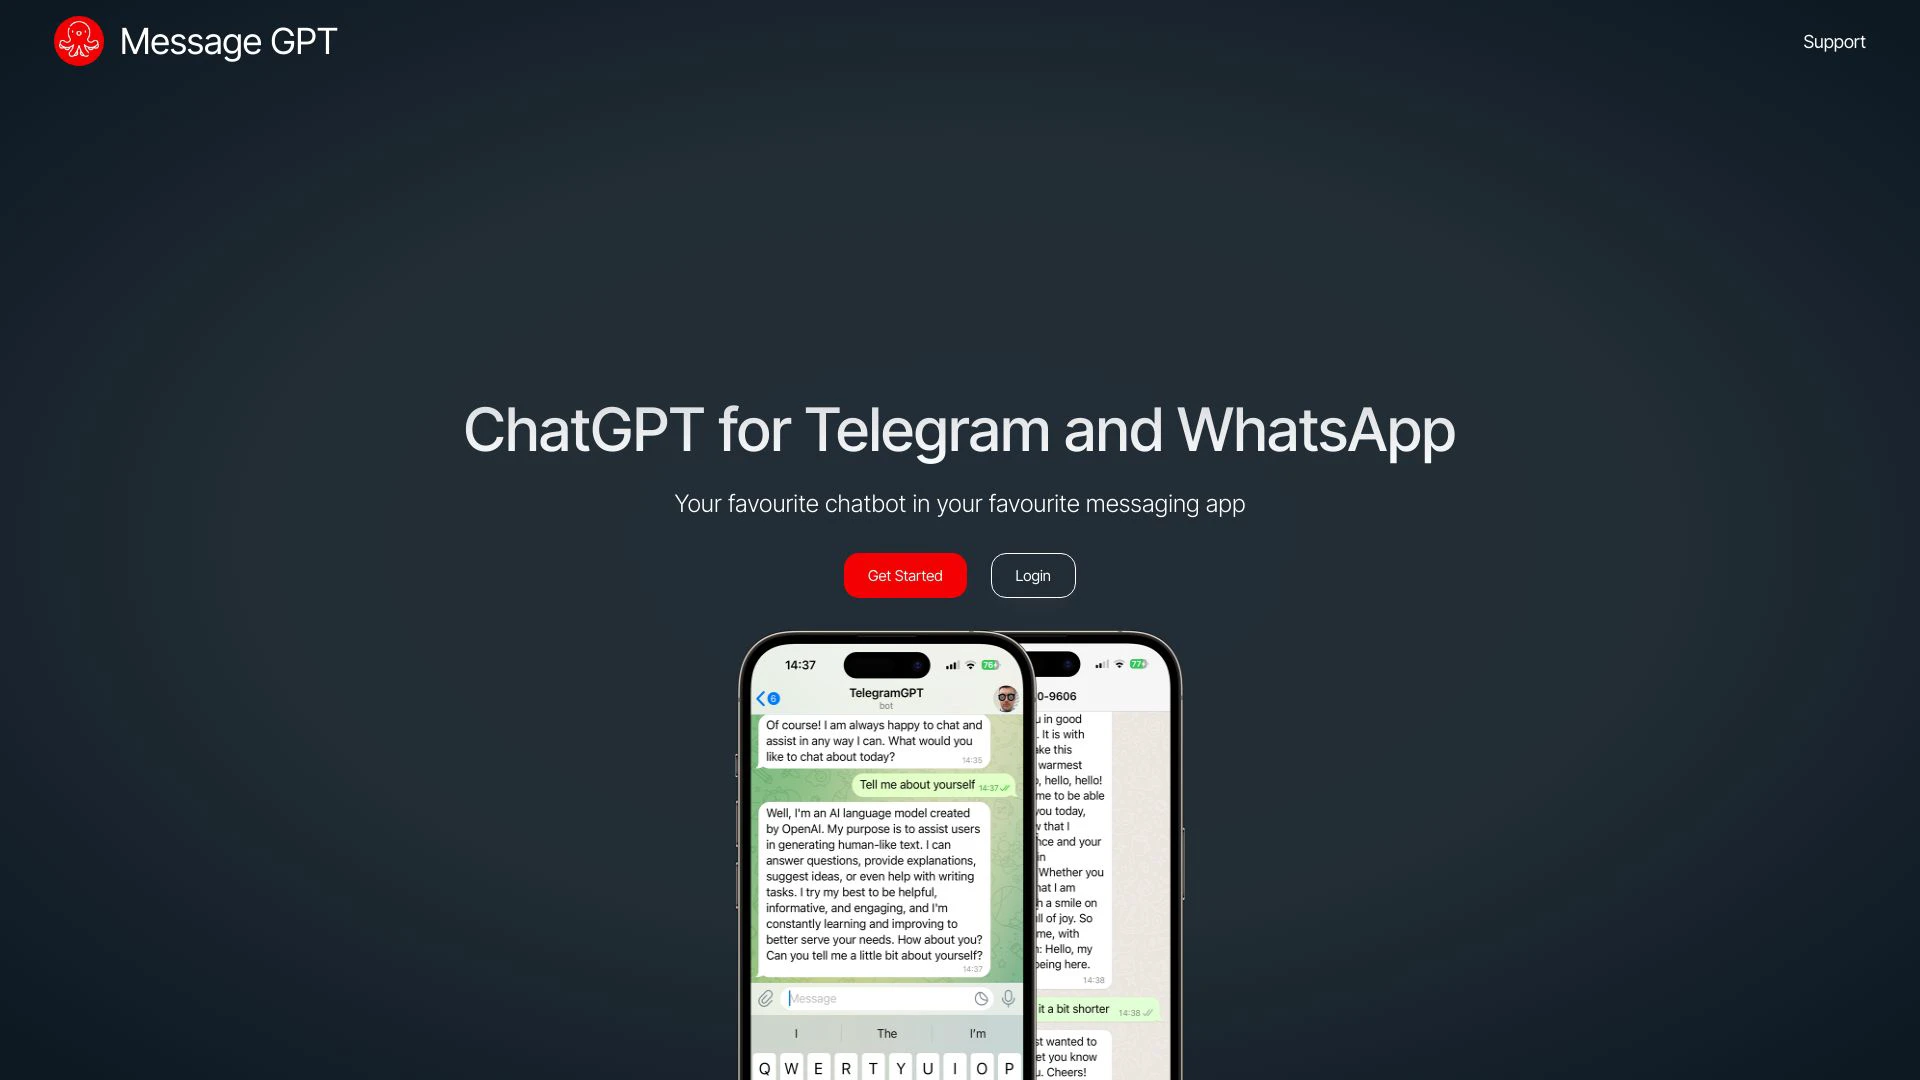 Message GPT
Support
ChatGPT for Telegram and WhatsApp
Your favourite chatbot in your favourite messaging app
Get Started
Login
14:37
76
TelegramGPT
bot
6
Of course! I am always happy to chat and
assist in any way I can. What would you
like to chat about today?
14:35
Tell me about yourself
14:37
Well, I'm an AI language model created
by OpenAI. My purpose is to assist users
in generating human-like text. I can
answer questions, provide explanations,
suggest ideas, or even help with writing
tasks. I try my best to be helpful,
informative, and engaging, and I'm
constantly learning and improving to
better serve your needs. How about you?
Can you tell me a little bit about yourself?
14:37
Message
I The I'm
Q W E R T Y U I O P
77
0-9606
u in good
. It is with
ake this
warmest
o, hello, hello!
me to be able
you today,
w that I
nce and your
in
Whether you
hat I am
h a smile on
ll of joy. So
me, with
n: Hello, my
being here.
14:38
it a bit shorter
14:38
st wanted to
et you know
u. Cheers!